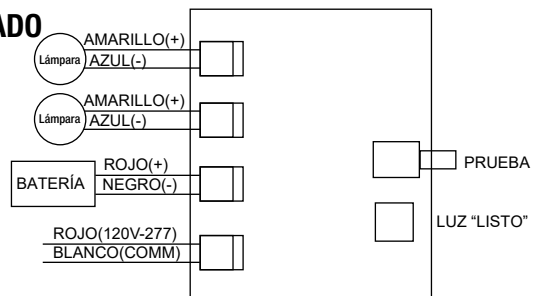 ADO
AMARILLO(+)
Lámpara
AZUL(-)
AMARILLO(+)
Lámpara
AZUL(-)
ROJO(+)
BATERÍA
NEGRO(-)
PRUEBA
LUZ “LISTO”
ROJO(120V-277)
BLANCO(COMM)